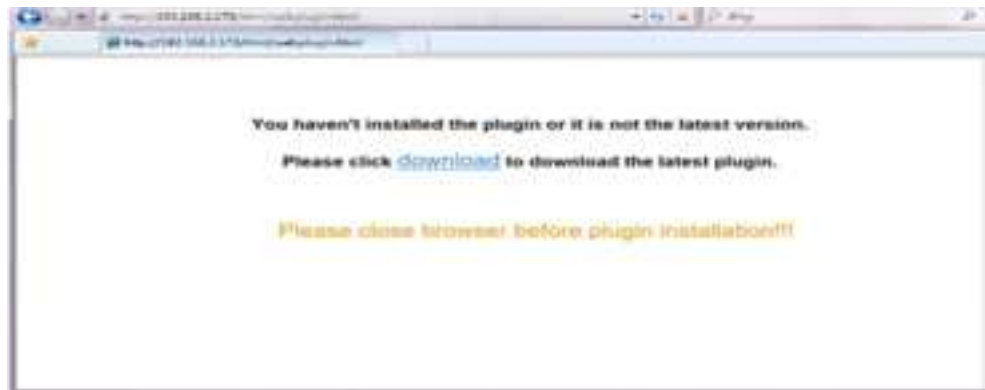 You haven't installed the plugin or it is not the latest version.
Please click download to download the latest plugin.
Please close browser before plugin installation!!!